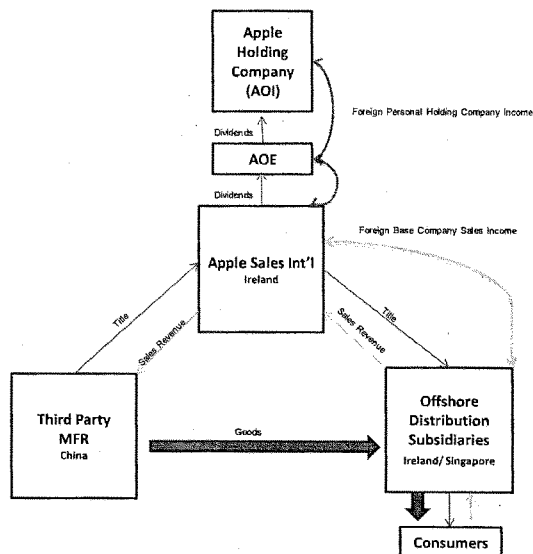 Apple
Holding
Company
(AOI)
Foreign Personal Holding Company Income
Dividends
AOE
Dividends
Foreign Base Company Sales Income
Apple Sales Int'l
Ireland
Title
Sales Revenue
Sales Revenue
Title
Third Party
MFR
China
Goods
Offshore
Distribution
Subsidiaries
Ireland/ Singapore
Consumers